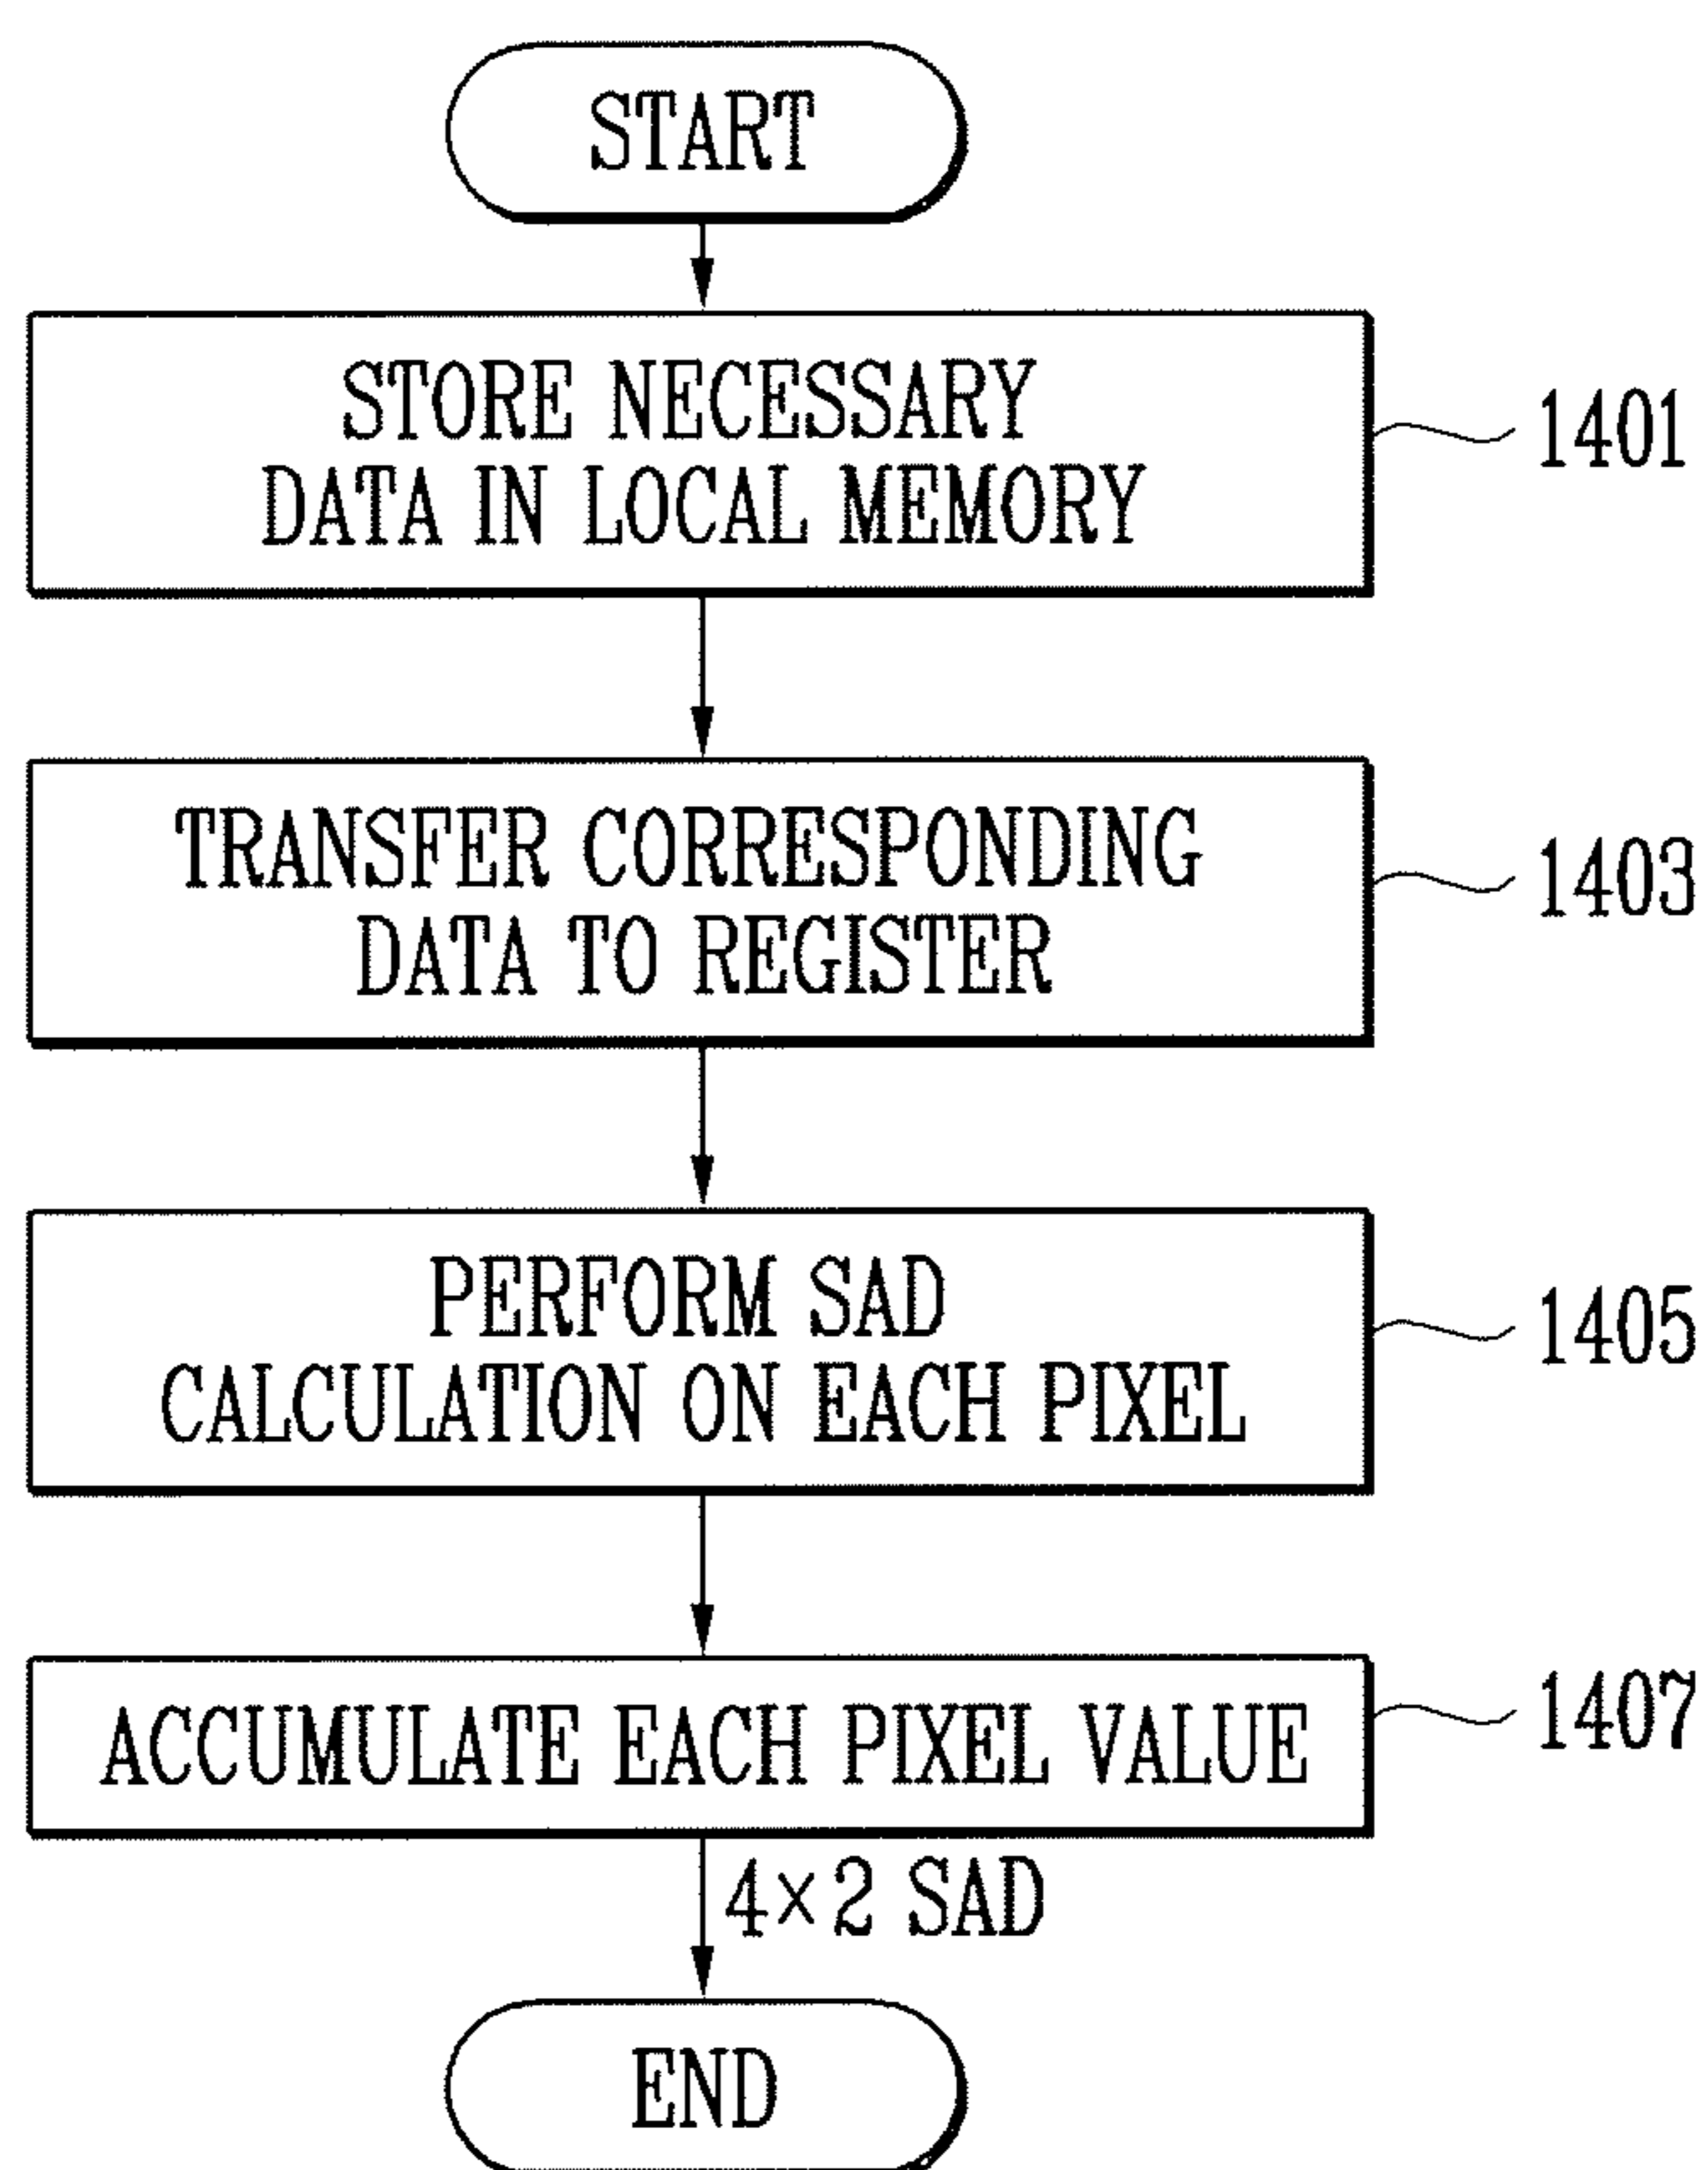 START
STORE NECESSARY
DATA IN LOCAL MEMORY
1401
TRANSFER CORRESPONDING
DATA TO REGISTER
1403
PERFORM SAD
CALCULATION ON EACH PIXEL
1405
ACCUMULATE EACH PIXEL VALUE
1407
4×2 SAD
END